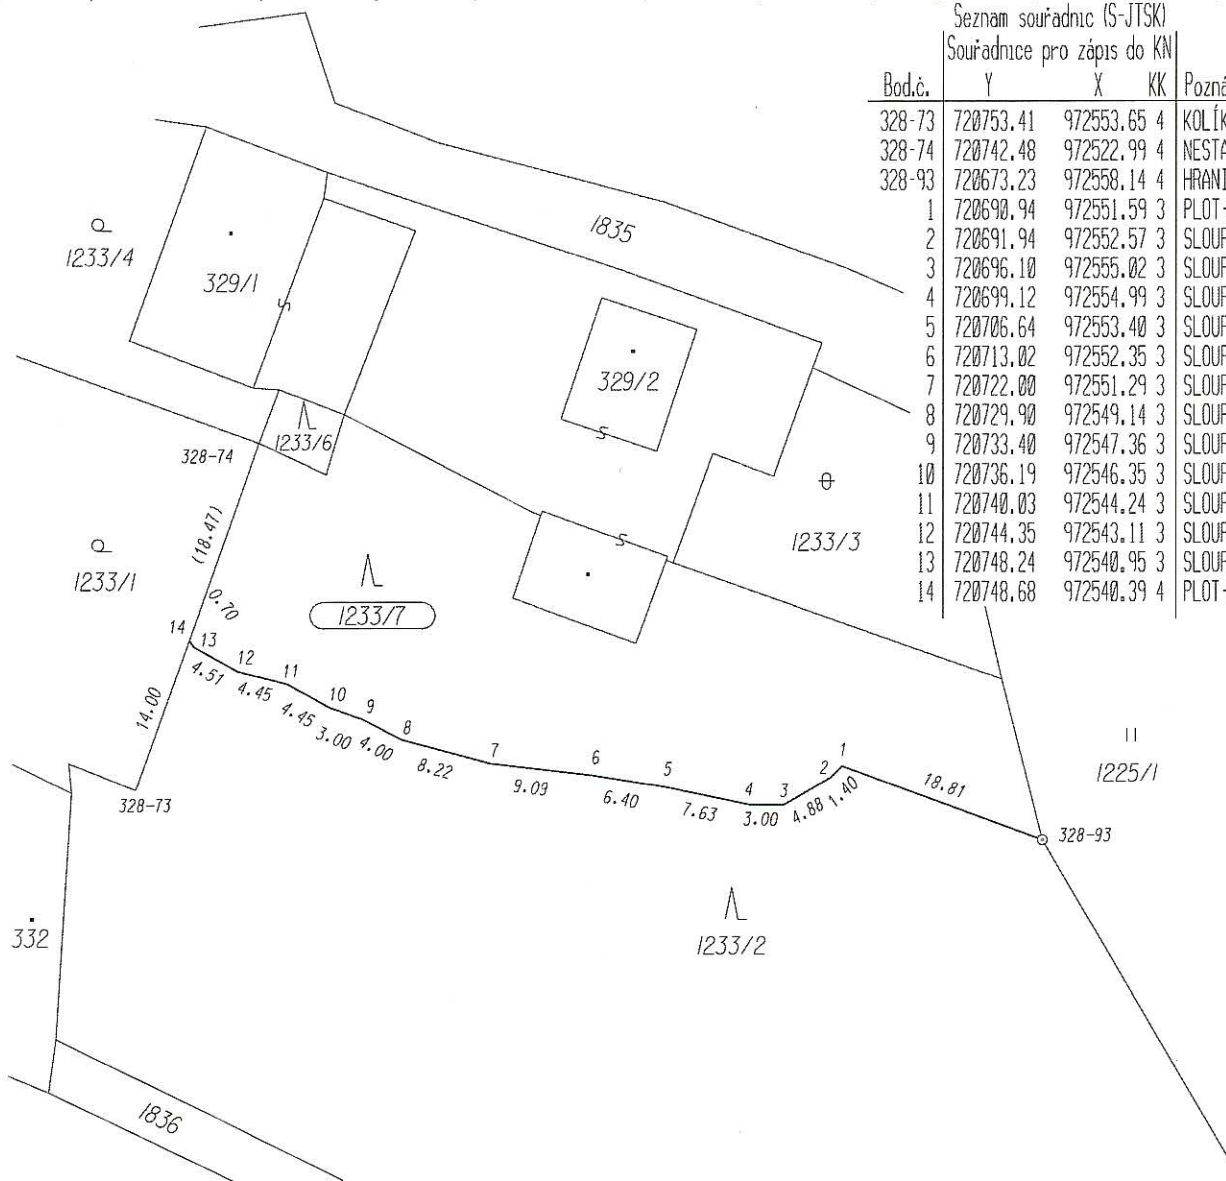 Seznam souřadnic (S-JTSK)
Souřadnice pro zápis do KN
Bod.č. Y X KK Pozná
328-73 720753.41 972553.65 4 KOLÍK
328-74 720742.48 972522.99 4 NESTA
328-93 720673.23 972558.14 4 HRANI
1 720690.94 972551.59 3 PLOT-
2 720691.94 972552.57 3 SLOUP
3 720696.10 972555.02 3 SLOUP
4 720699.12 972554.99 3 SLOUP
5 720706.64 972553.40 3 SLOUP
6 720713.02 972552.35 3 SLOUP
7 720722.00 972551.29 3 SLOUP
8 720729.90 972549.14 3 SLOUP
9 720733.40 972547.36 3 SLOUP
10 720736.19 972546.35 3 SLOUP
11 720740.03 972544.24 3 SLOUP
12 720744.35 972543.11 3 SLOUP
13 720748.24 972540.95 3 SLOUP
14 720748.68 972540.39 4 PLOT-
1835
1233/4
329/1
329/2
1233/6
328-74
(18.47)
1233/3
1233/1
0.70
1233/7
14
13
12
11
10
9
8
7
6
5
4
3
2
1
4.51
4.45
4.45
3.00
4.00
8.22
9.09
6.40
7.63
3.00
4.88
1.40
18.81
14.00
1225/1
328-73
328-93
332
1233/2
1836